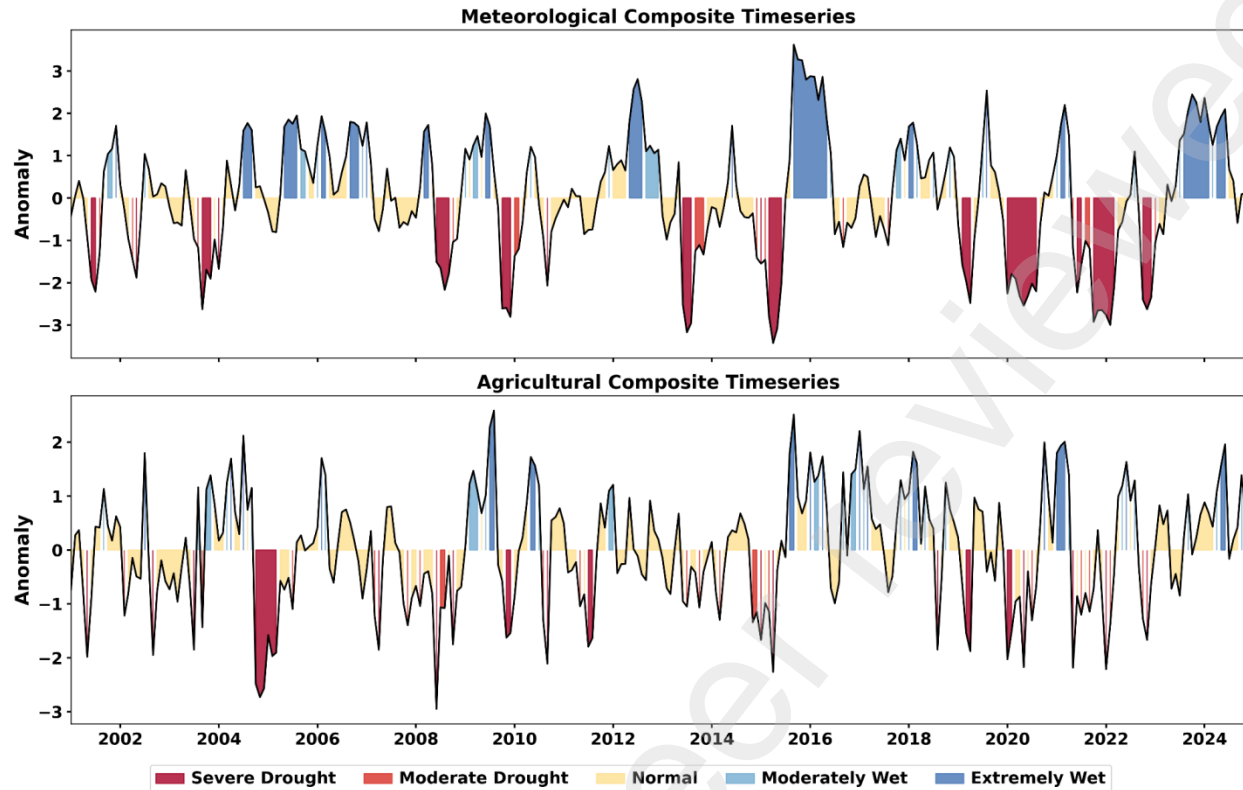 Meteorological Composite Timeseries
Anomaly
3
2
1
0
−1
−2
−3
Agricultural Composite Timeseries
Anomaly
2
1
0
−1
−2
−3
2002 2004 2006 2008 2010 2012 2014 2016 2018 2020 2022 2024
Severe Drought Moderate Drought Normal Moderately Wet Extremely Wet
eer reviewed